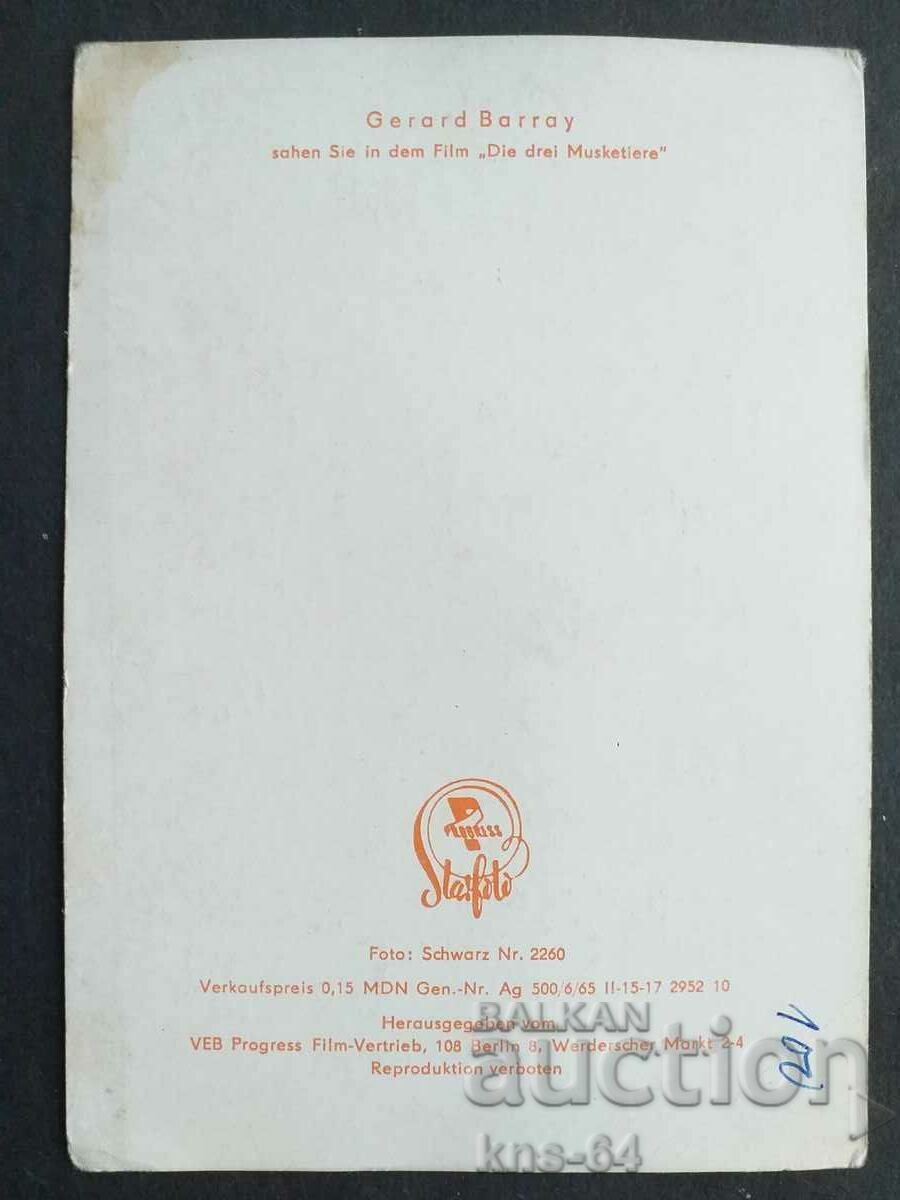 Gerard Barray
sahen Sie in dem Film „Die drei Musketiere"
PROGRESS
Starfoto
Foto: Schwarz Nr. 2260
Verkaufspreis 0,15 MDN Gen.-Nr. Ag 500/6/65 II-15-17 2952 10
Herausgegeben vom
VEB Progress Film-Vertrieb, 108 Berlin 8, Werderscher Markt 2-4
Reproduktion verboten
BALKAN
auction
kns-64